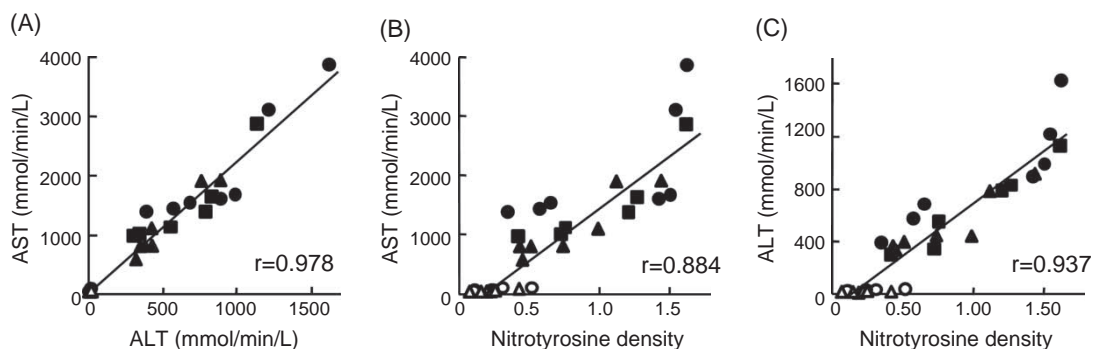 (A)
(B)
(C)
AST (mmol/min/L)
4000
3000
2000
1000
0
0
500
1000
1500
ALT (mmol/min/L)
r=0.978
AST (mmol/min/L)
4000
3000
2000
1000
0
0
0.50
1.0
1.50
Nitrotyrosine density
r=0.884
ALT (mmol/min/L)
1600
1200
800
400
0
0
0.50
1.00
1.50
Nitrotyrosine density
r=0.937